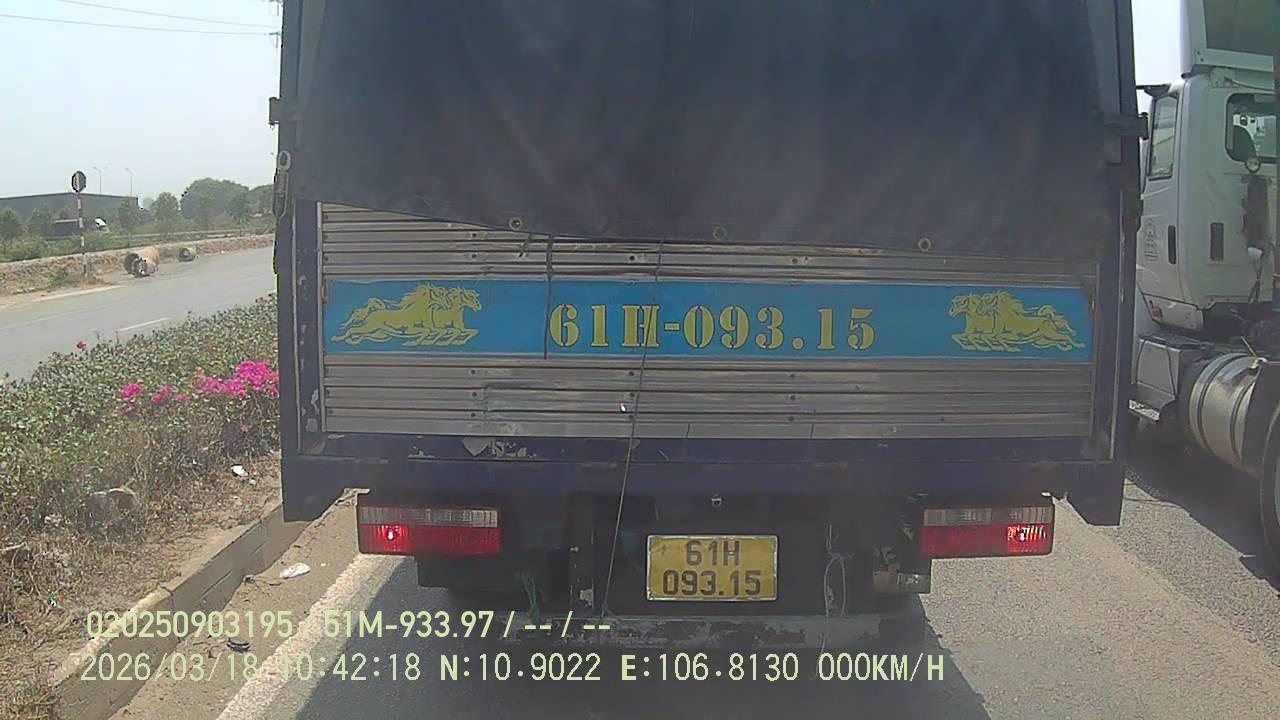 61H-093.15
61H
093.15
020250903195 / 51M-933.97 / -- / --
2026/03/18 10:42:18 N:10.9022 E:106.8130 000KM/H